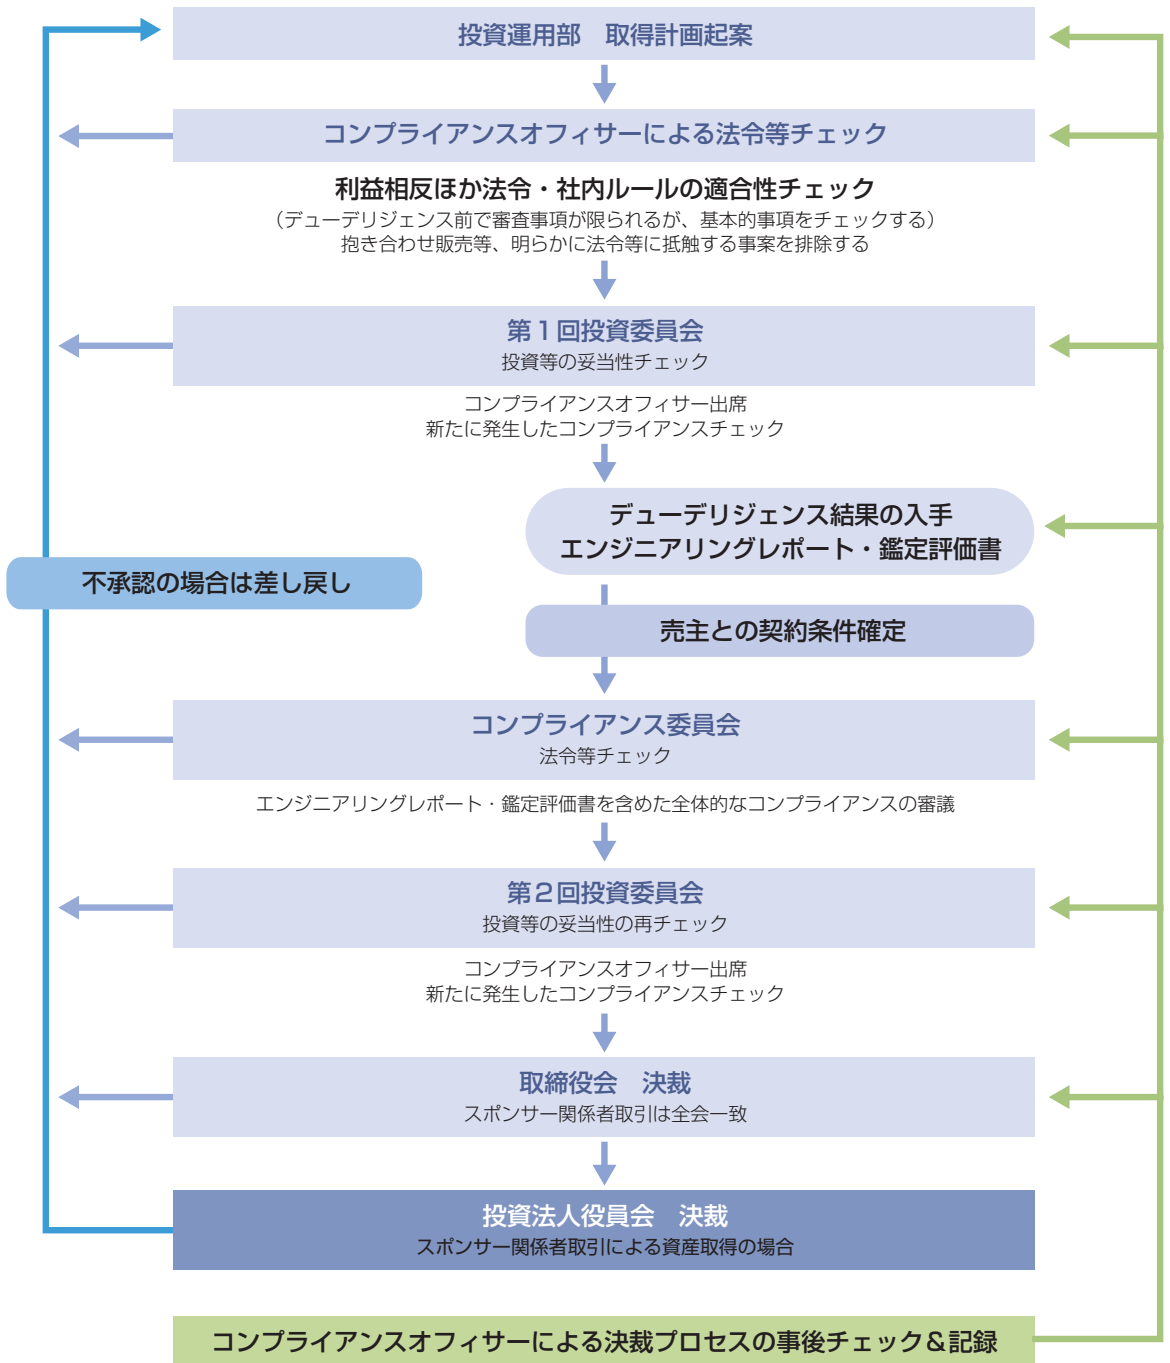 投資運用部　取得計画起案
コンプライアンスオフィサーによる法令等チェック
利益相反ほか法令・社内ルールの適合性チェック
（デューデリジェンス前で審査事項が限られるが、基本的事項をチェックする）
抱き合わせ販売等、明らかに法令等に抵触する事案を排除する
第１回投資委員会
投資等の妥当性チェック
コンプライアンスオフィサー出席
新たに発生したコンプライアンスチェック
デューデリジェンス結果の入手
エンジニアリングレポート・鑑定評価書
不承認の場合は差し戻し
売主との契約条件確定
コンプライアンス委員会
法令等チェック
エンジニアリングレポート・鑑定評価書を含めた全体的なコンプライアンスの審議
第２回投資委員会
投資等の妥当性の再チェック
コンプライアンスオフィサー出席
新たに発生したコンプライアンスチェック
取締役会　決裁
スポンサー関係者取引は全会一致
投資法人役員会　決裁
スポンサー関係者取引による資産取得の場合
コンプライアンスオフィサーによる決裁プロセスの事後チェック＆記録